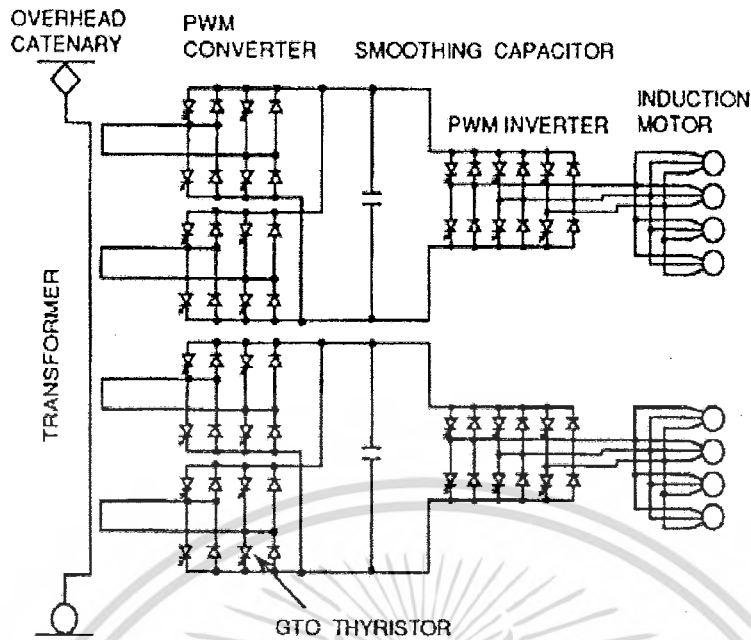 OVERHEAD
CATENARY
PWM
CONVERTER
SMOOTHING CAPACITOR
PWM INVERTER
INDUCTION
MOTOR
TRANSFORMER
GTO THYRISTOR